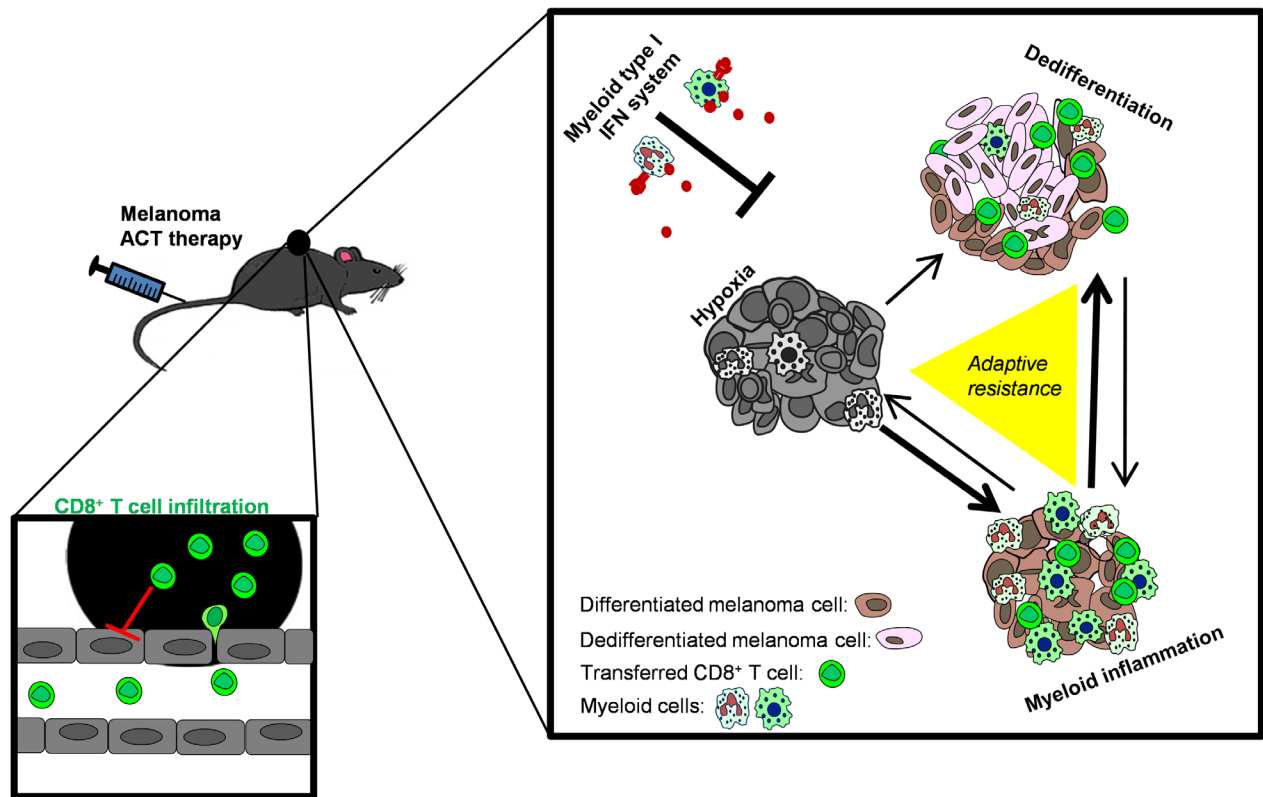 Melanoma
ACT therapy
CD8⁺ T cell infiltration
Myeloid type I
IFN system
Dedifferentiation
Hypoxia
Adaptive
resistance
Myeloid inflammation
Differentiated melanoma cell:
Dedifferentiated melanoma cell:
Transferred CD8⁺ T cell:
Myeloid cells: